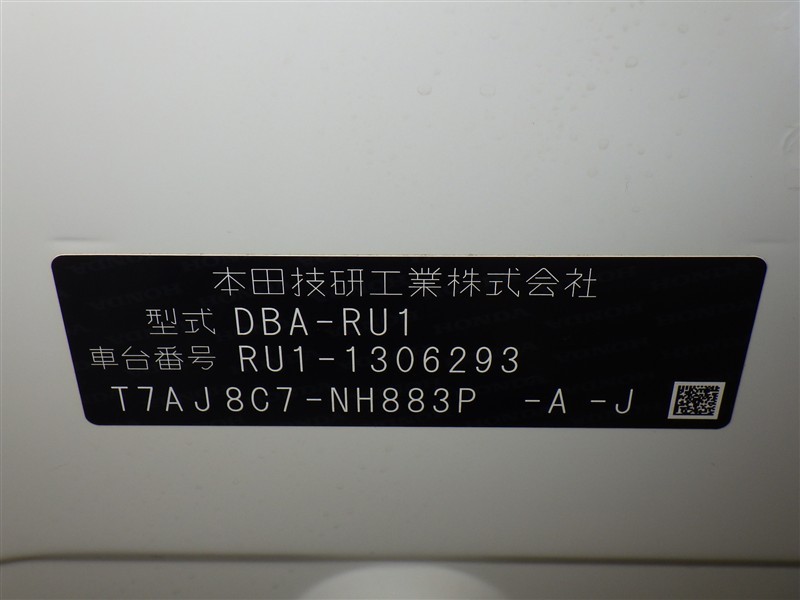 本田技研工業株式会社
型式 DBA-RU1
車台番号 RU1-1306293
T7AJ8C7-NH883P -A -J